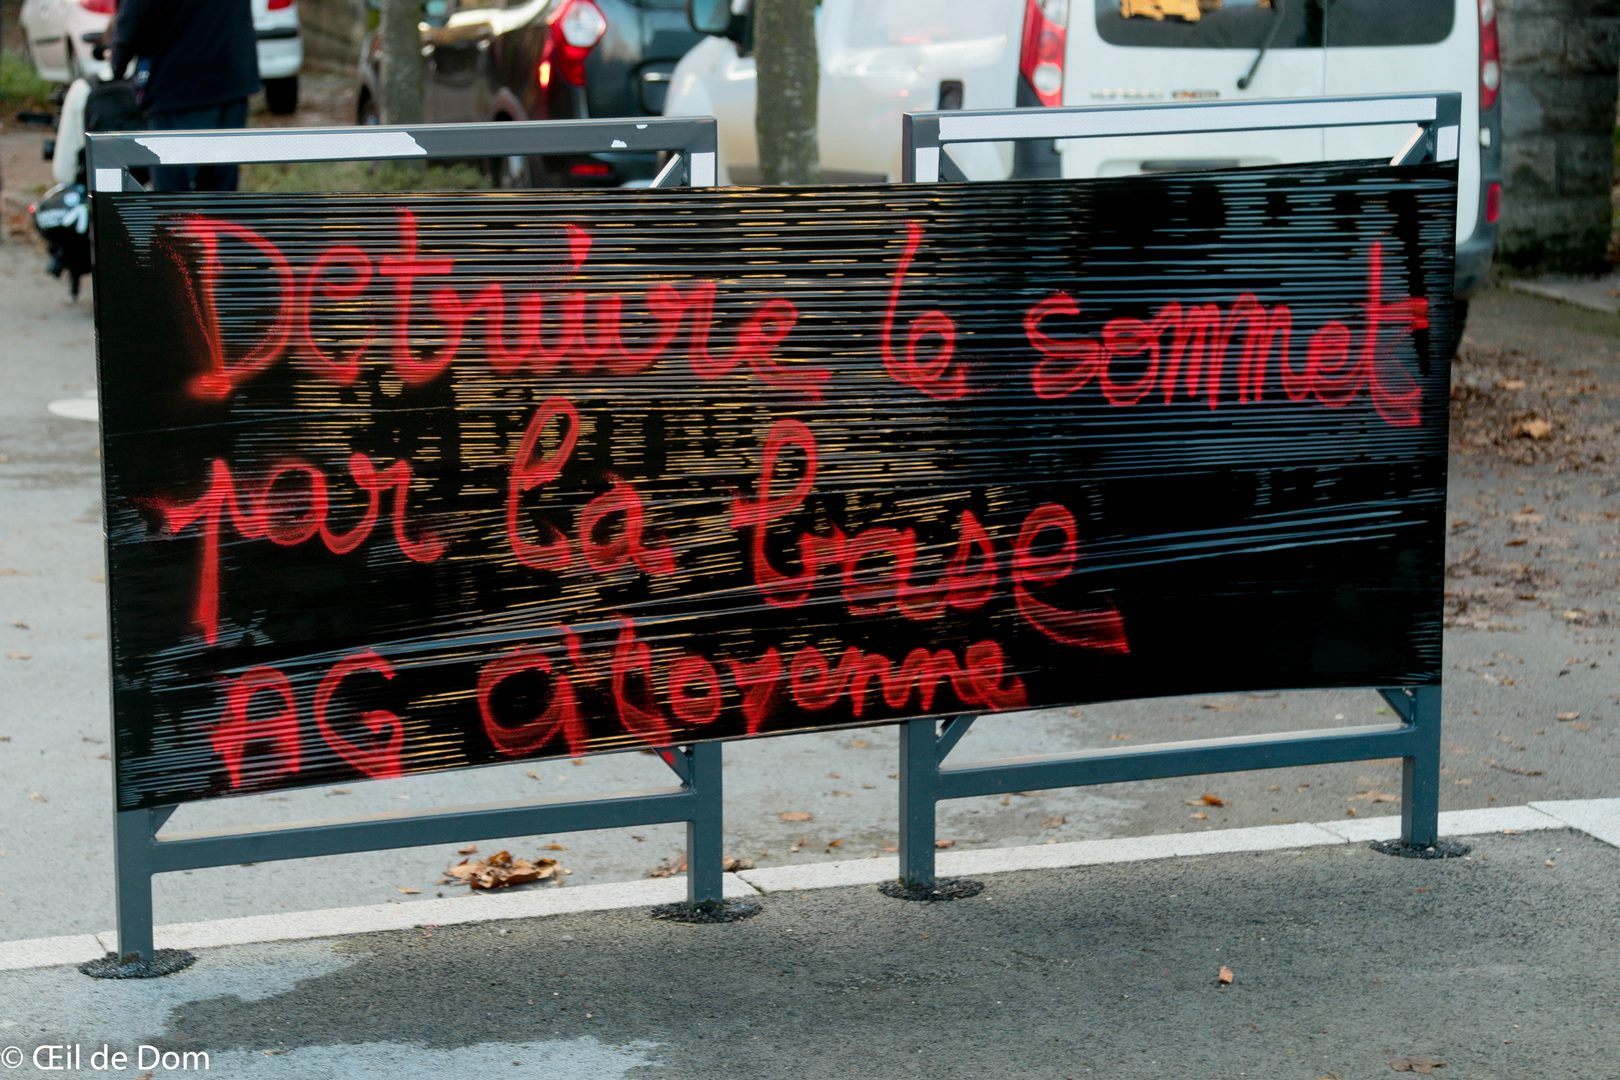 Detruire le sommet
par la base
AG Citoyenne
© Œil de Dom